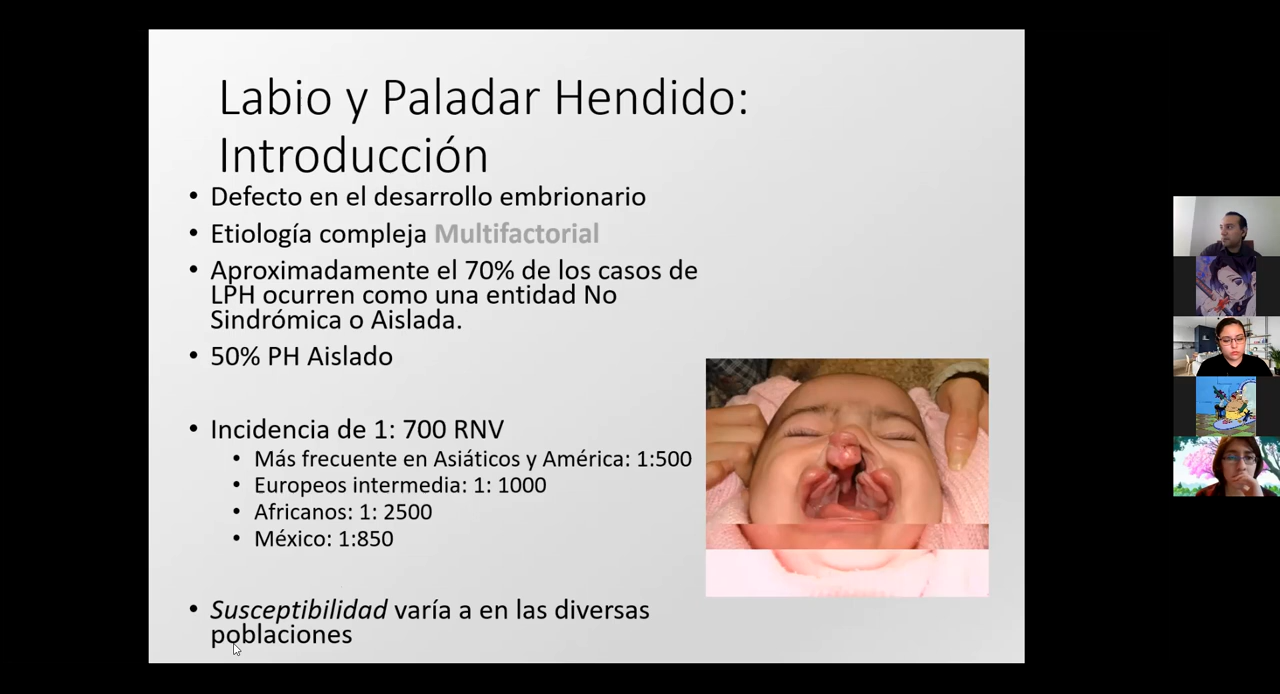 Labio y Paladar Hendido:
Introducción
• Defecto en el desarrollo embrionario
• Etiología compleja Multifactorial
• Aproximadamente el 70% de los casos de
LPH ocurren como una entidad No
Sindrómica o Aislada.
• 50% PH Aislado
• Incidencia de 1: 700 RNV
• Más frecuente en Asiáticos y América: 1:500
• Europeos intermedia: 1: 1000
• Africanos: 1: 2500
• México: 1:850
• Susceptibilidad varía a en las diversas
poblaciones